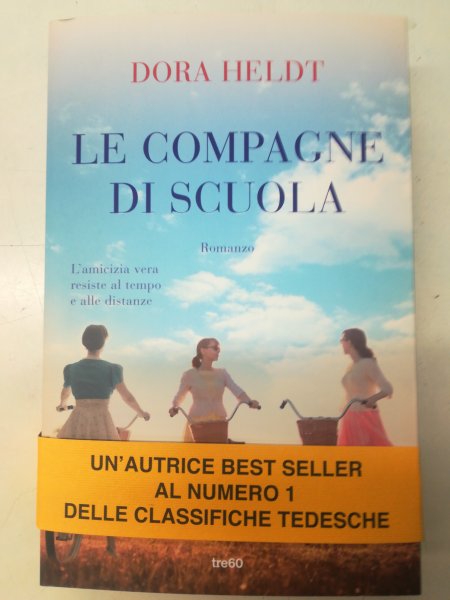 DORA HELDT
LE COMPAGNE
DI SCUOLA
Romanzo
L'amicizia vera
resiste al tempo
e alle distanze
UN'AUTRICE BEST SELLER
AL NUMERO 1
DELLE CLASSIFICHE TEDESCHE
tre60